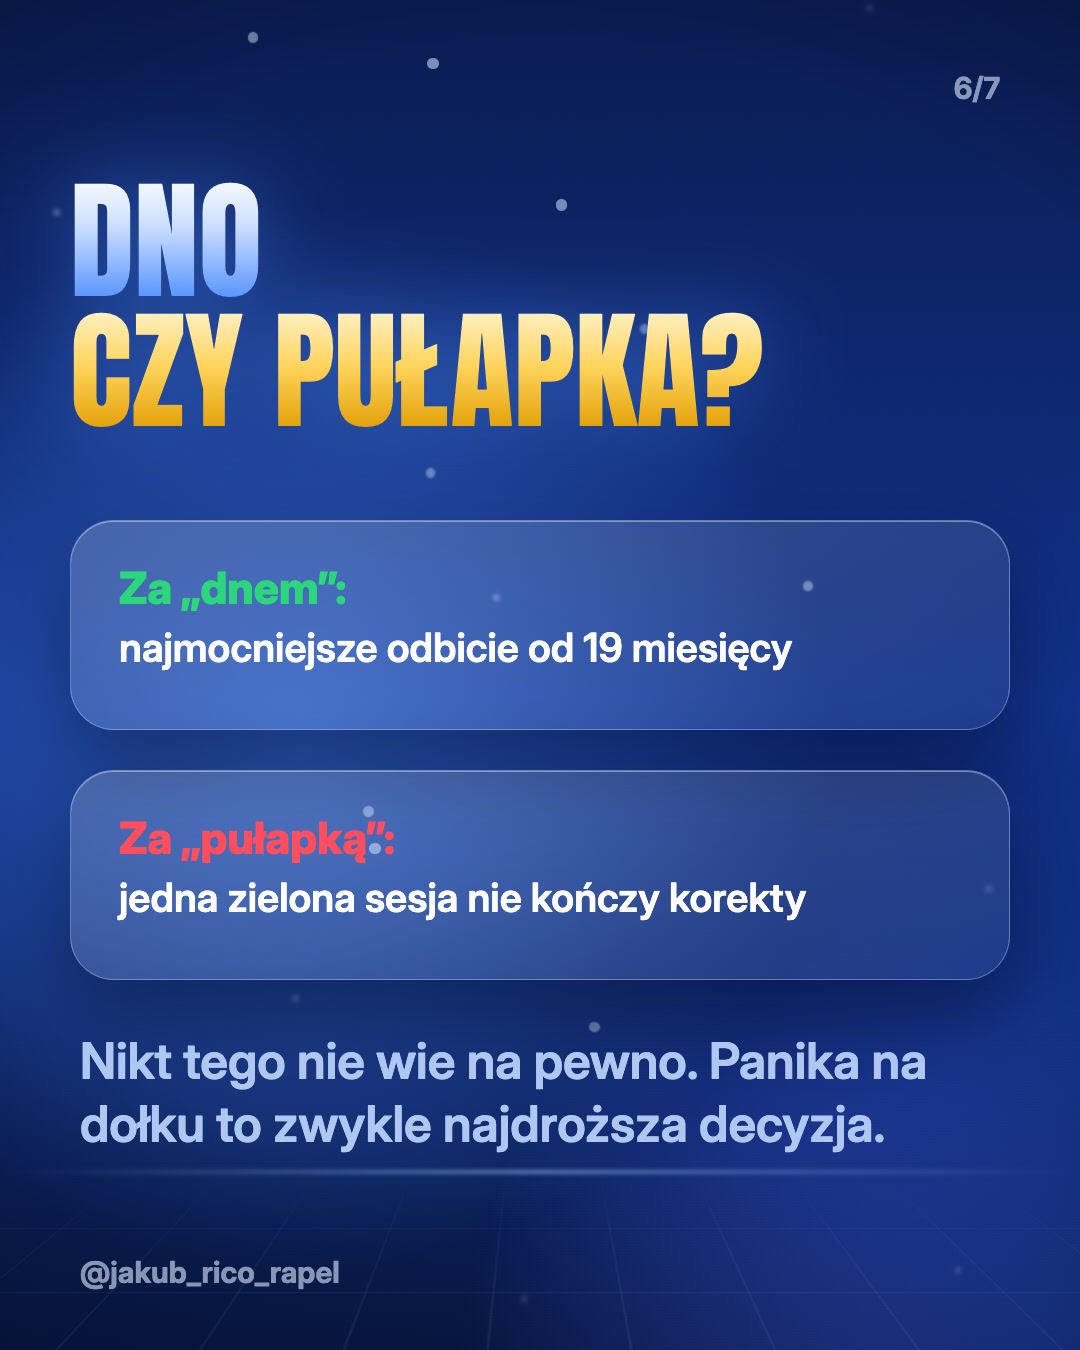 6/7
DNO
CZY PUŁAPKA?
Za „dnem”:
najmocniejsze odbicie od 19 miesięcy
Za „pułapką”:
jedna zielona sesja nie kończy korekty
Nikt tego nie wie na pewno. Panika na
dołku to zwykle najdroższa decyzja.
@jakub_rico_rapel